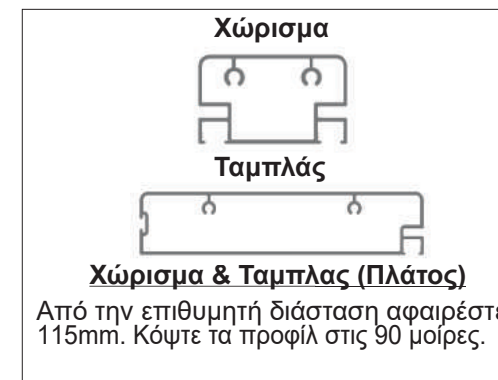 Χώρισμα
Ταμπλάς
Χώρισμα & Ταμπλας (Πλάτος)
Από την επιθυμητή διάσταση αφαιρέστε
115mm. Κόψτε τα προφίλ στις 90 μοίρες.